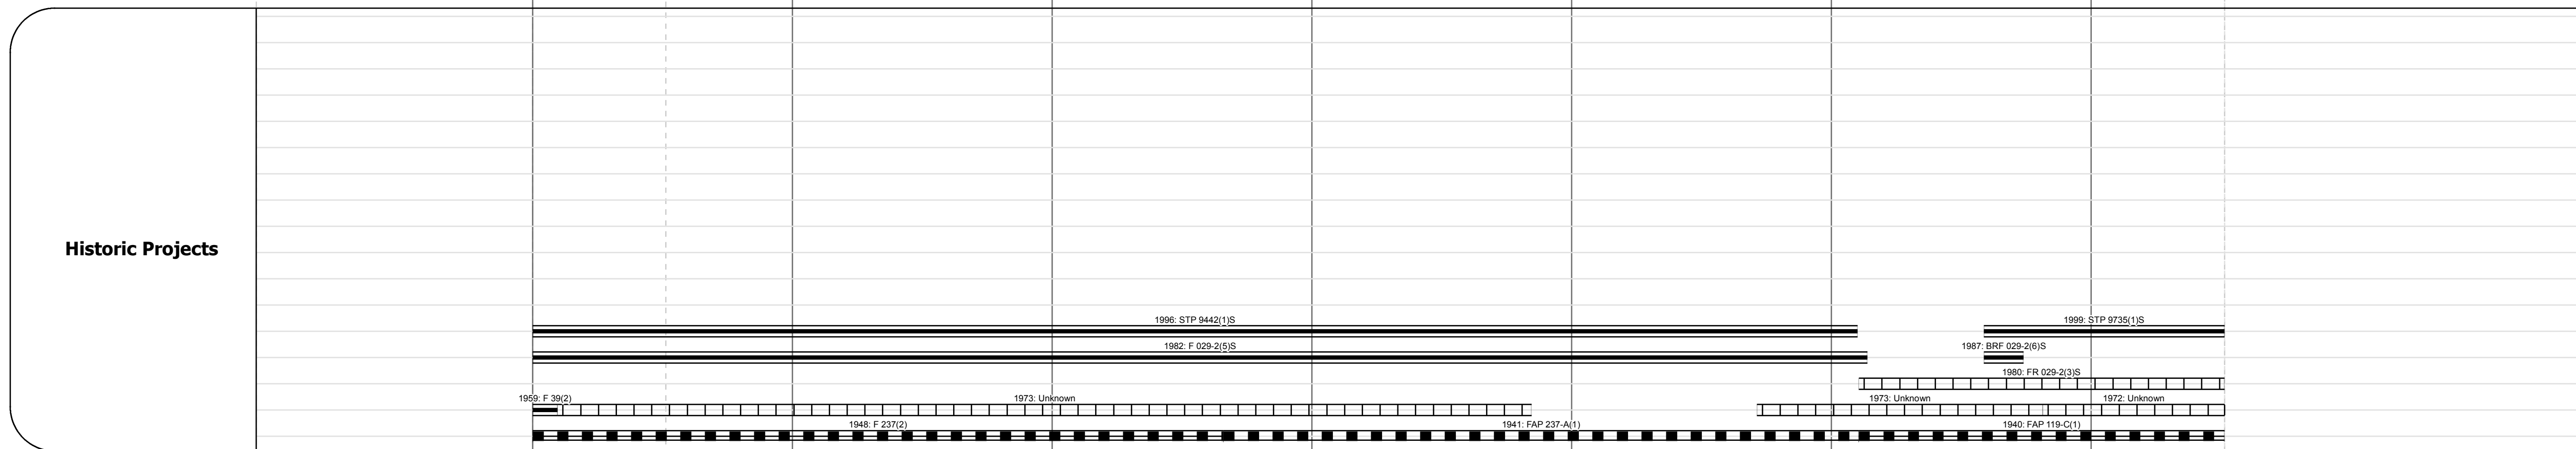 Historic Projects
1996: STP 9442(1)S
1999: STP 9735(1)S
1982: F 029-2(5)S
1987: BRF 029-2(6)S
1980: FR 029-2(3)S
1959: F 39(2)
1973: Unknown
1973: Unknown
1972: Unknown
1948: F 237(2)
1941: FAP 237-A(1)
1940: FAP 119-C(1)